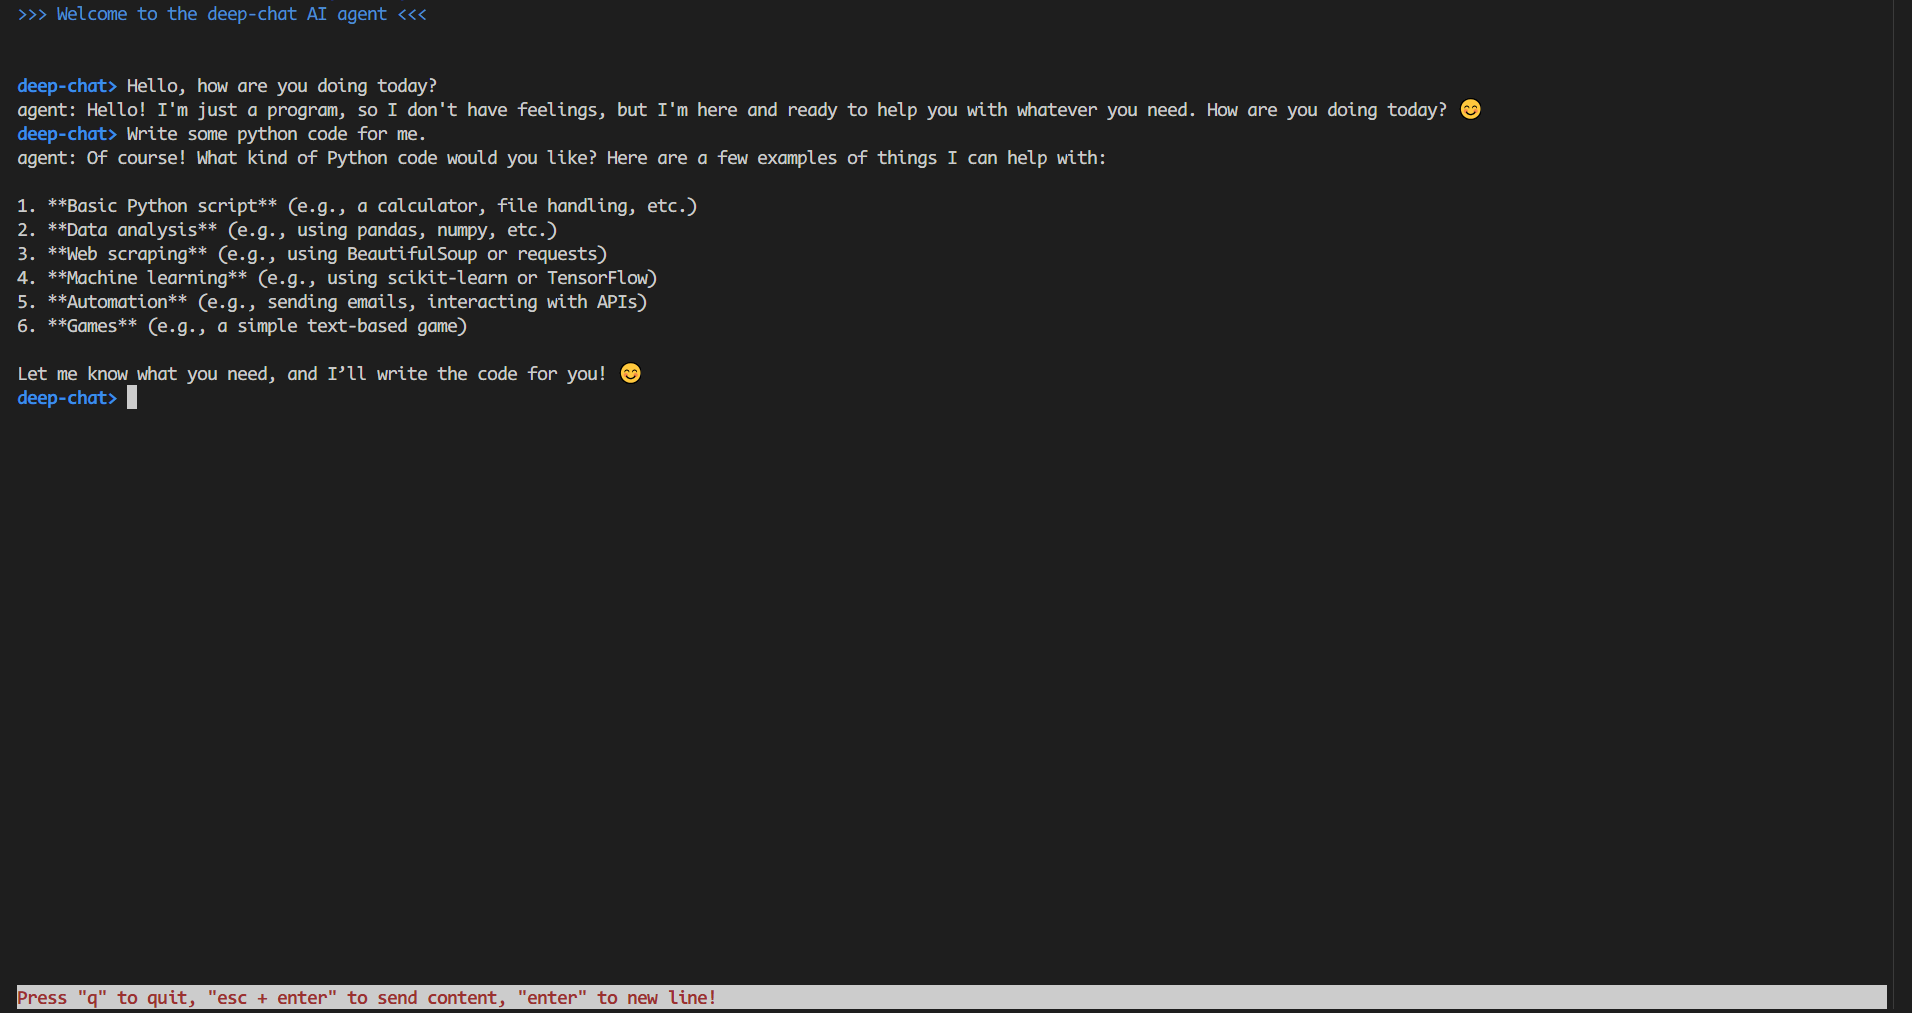 >>> Welcome to the deep-chat AI agent <<<
deep-chat> Hello, how are you doing today?
agent: Hello! I'm just a program, so I don't have feelings, but I'm here and ready to help you with whatever you need. How are you doing today? 😊
deep-chat> Write some python code for me.
agent: Of course! What kind of Python code would you like? Here are a few examples of things I can help with:
1. **Basic Python script** (e.g., a calculator, file handling, etc.)
2. **Data analysis** (e.g., using pandas, numpy, etc.)
3. **Web scraping** (e.g., using BeautifulSoup or requests)
4. **Machine learning** (e.g., using scikit-learn or TensorFlow)
5. **Automation** (e.g., sending emails, interacting with APIs)
6. **Games** (e.g., a simple text-based game)
Let me know what you need, and I’ll write the code for you! 😊
deep-chat>
Press "q" to quit, "esc + enter" to send content, "enter" to new line!